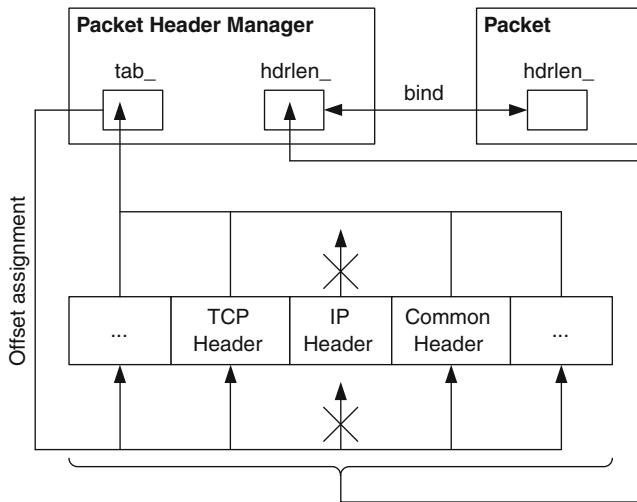 Packet Header Manager
Packet
tab_
hdrlen_
hdrlen_
bind
Offset assignment
...
TCP
Header
IP
Header
Common
Header
...